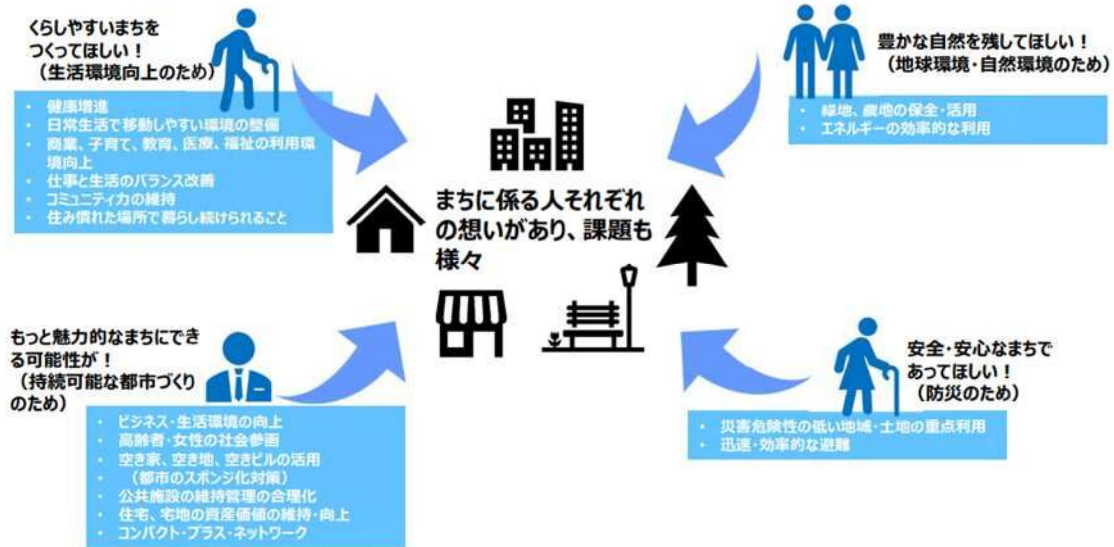 くらしやすいまちを
つくってほしい！
（生活環境向上のため）
・ 健康増進
・ 日常生活で移動しやすい環境の整備
・ 商業、子育て、教育、医療、福祉の利用環
境向上
・ 仕事と生活のバランス改善
・ コミュニティ力の維持
・ 住み慣れた場所で暮らし続けられること
豊かな自然を残してほしい！
（地球環境・自然環境のため）
・ 緑地、農地の保全・活用
・ エネルギーの効率的な利用
まちに係る人それぞれ
の想いがあり、課題も
様々
もっと魅力的なまちにでき
る可能性が！
（持続可能な都市づくり
のため）
・ ビジネス・生活環境の向上
・ 高齢者・女性の社会参画
・ 空き家、空き地、空きビルの活用
・ （都市のスポンジ化対策）
・ 公共施設の維持管理の合理化
・ 住宅、宅地の資産価値の維持・向上
・ コンパクト・プラス・ネットワーク
安全・安心なまちで
あってほしい！
（防災のため）
・ 災害危険性の低い地域・土地の重点利用
・ 迅速・効率的な避難